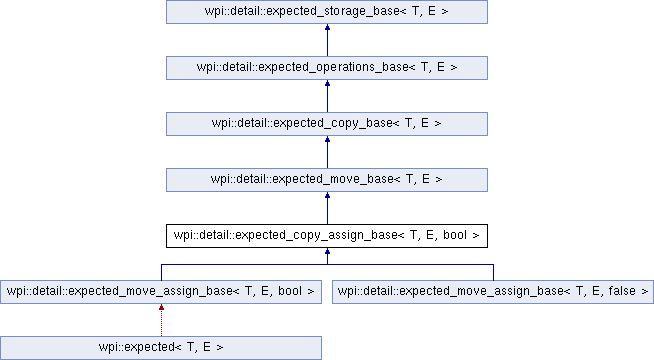 wpi::detail::expected_storage_base< T, E >
wpi::detail::expected_operations_base< T, E >
wpi::detail::expected_copy_base< T, E >
wpi::detail::expected_move_base< T, E >
wpi::detail::expected_copy_assign_base< T, E, bool >
wpi::detail::expected_move_assign_base< T, E, bool >
wpi::detail::expected_move_assign_base< T, E, false >
wpi::expected< T, E >